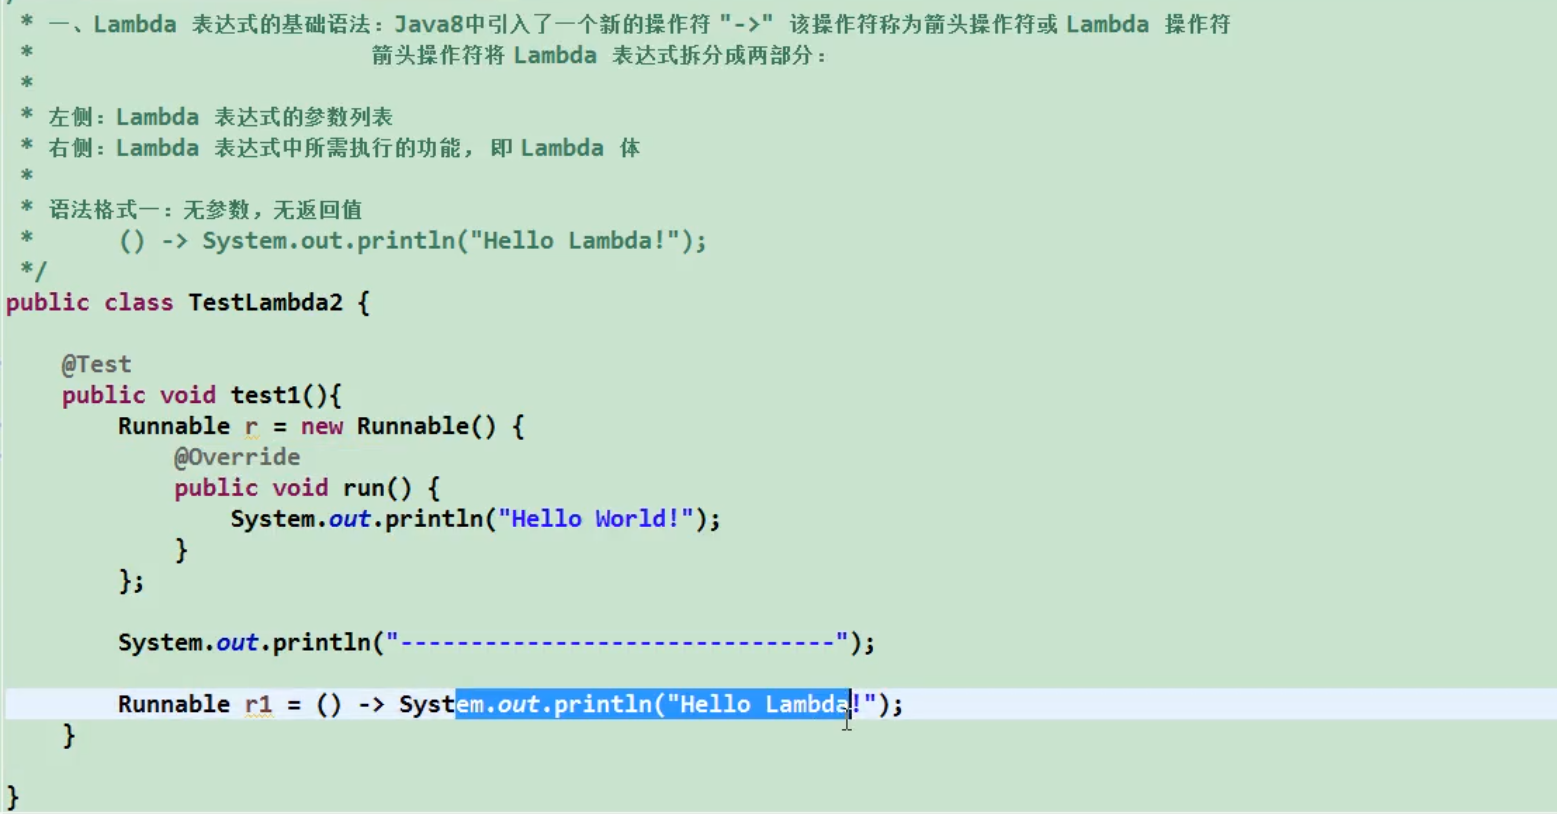 * 一、Lambda 表达式的基础语法：Java8中引入了一个新的操作符 "->" 该操作符称为箭头操作符或 Lambda 操作符
* 箭头操作符将 Lambda 表达式拆分成两部分：
*
* 左侧：Lambda 表达式的参数列表
* 右侧：Lambda 表达式中所需执行的功能，即 Lambda 体
*
* 语法格式一：无参数，无返回值
* () -> System.out.println("Hello Lambda!");
*/
public class TestLambda2 {
@Test
public void test1(){
Runnable r = new Runnable() {
@Override
public void run() {
System.out.println("Hello World!");
}
};
System.out.println("-------------------------------");
Runnable r1 = () -> System.out.println("Hello Lambda!");
}
}